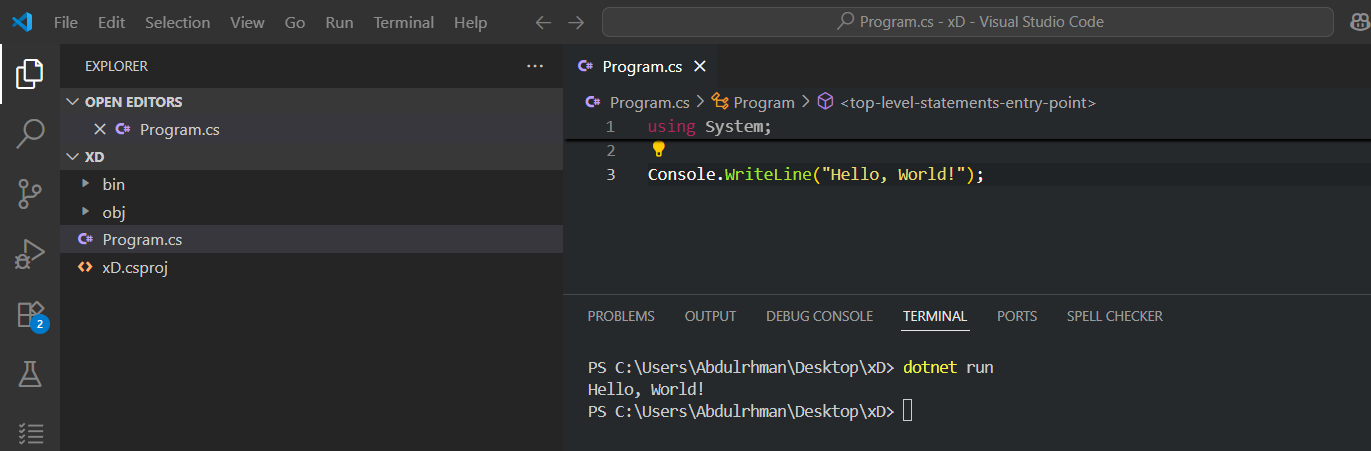 File Edit Selection View Go Run Terminal Help Program.cs - xD - Visual Studio Code
EXPLORER
OPEN EDITORS
C# Program.cs
XD
bin
obj
C# Program.cs
xD.csproj
2
C# Program.cs
C# Program.cs > Program > <top-level-statements-entry-point>
1 using System;
2
3 Console.WriteLine("Hello, World!");
PROBLEMS OUTPUT DEBUG CONSOLE TERMINAL PORTS SPELL CHECKER
PS C:\Users\Abdulrhman\Desktop\xD> dotnet run
Hello, World!
PS C:\Users\Abdulrhman\Desktop\xD>